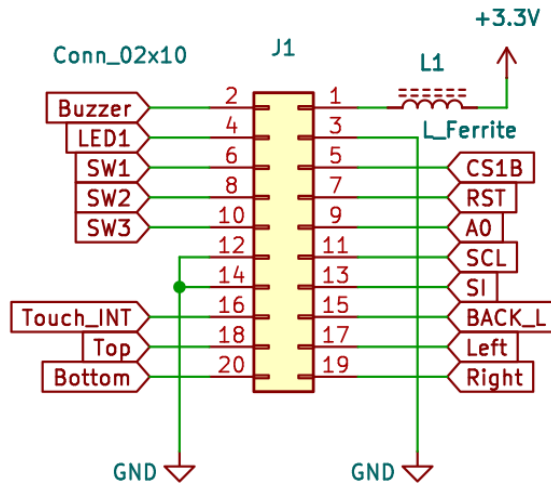 +3.3V
Conn_02x10 J1 L1
L_Ferrite
Buzzer 2 1
LED1 4 3
SW1 6 5 CS1B
SW2 8 7 RST
SW3 10 9 A0
12 11 SCL
14 13 SI
Touch_INT 16 15 BACK_L
Top 18 17 Left
Bottom 20 19 Right
GND GND